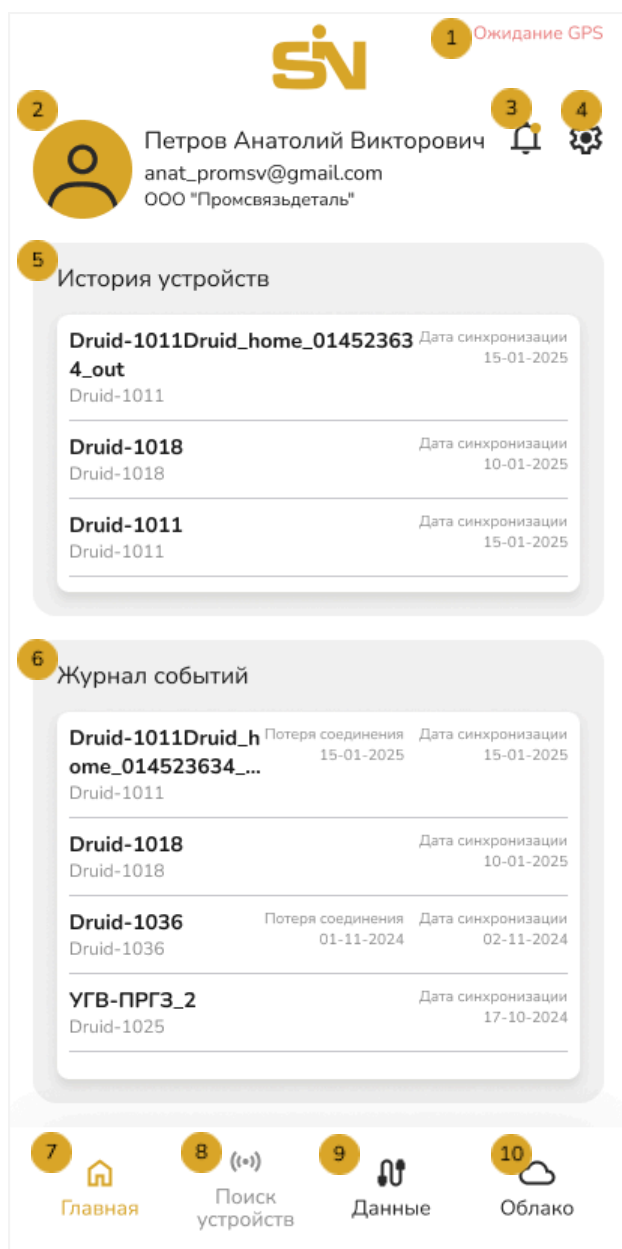 1
Ожидание GPS
SIN
2
3
4
Петров Анатолий Викторович
anat_promsv@gmail.com
ООО "Промсвязьдеталь"
5
История устройств
Druid-1011Druid_home_01452363 Дата синхронизации
4_out 15-01-2025
Druid-1011
Druid-1018 Дата синхронизации
Druid-1018 10-01-2025
Druid-1011 Дата синхронизации
Druid-1011 15-01-2025
6
Журнал событий
Druid-1011Druid_h Потеря соединения Дата синхронизации
ome_014523634_... 15-01-2025 15-01-2025
Druid-1011
Druid-1018 Дата синхронизации
Druid-1018 10-01-2025
Druid-1036 Потеря соединения Дата синхронизации
Druid-1036 01-11-2024 02-11-2024
УГВ-ПРГЗ_2 Дата синхронизации
Druid-1025 17-10-2024
7
8
9
10
Главная
Поиск
устройств
Данные
Облако